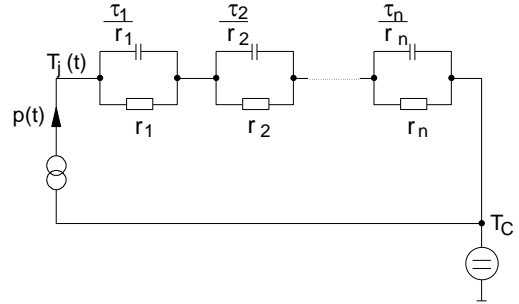 τ1 τ2 τn
r1 r2 rn
Tj (t)
r1 r2 rn
p(t)
TC